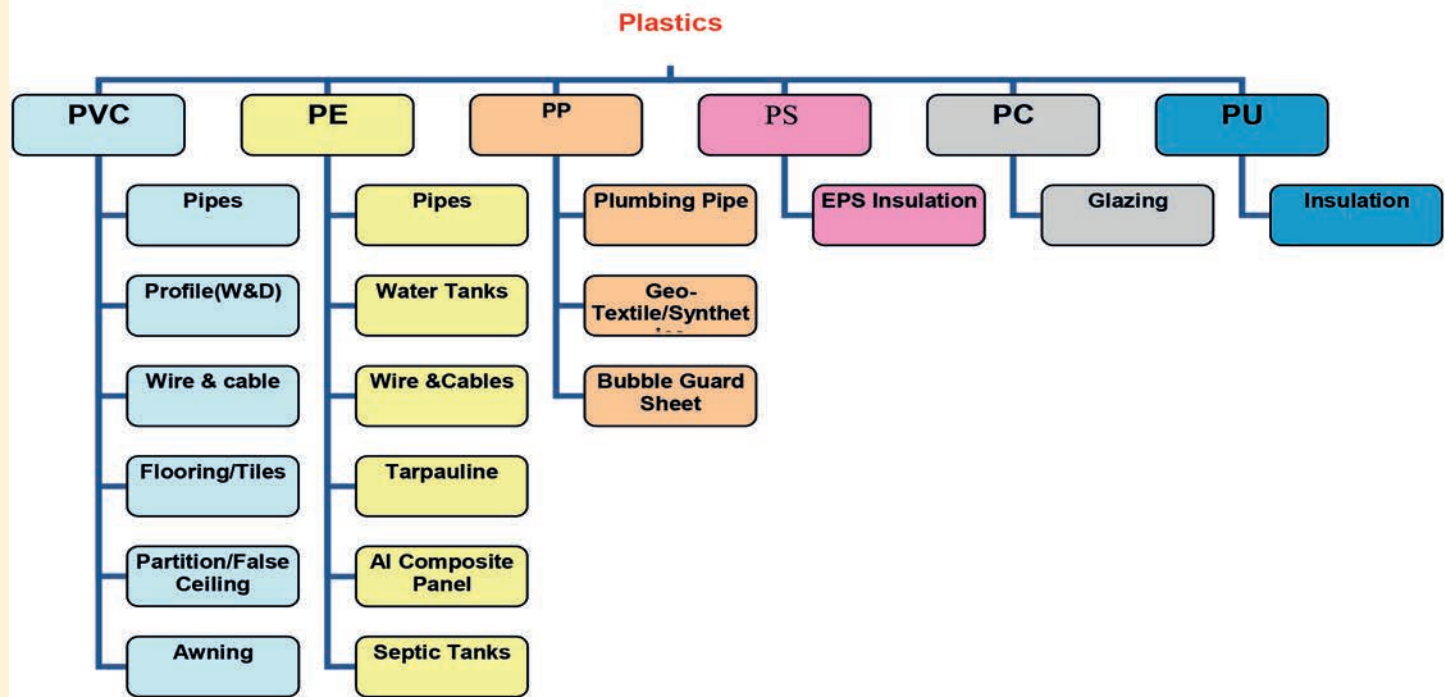 Plastics
PVC
PE
PP
PS
PC
PU
Pipes
Pipes
Plumbing Pipe
EPS Insulation
Glazing
Insulation
Profile(W&D)
Water Tanks
Geo-
Textile/Synthet
Wire & cable
Wire &Cables
Bubble Guard
Sheet
Flooring/Tiles
Tarpauline
Partition/False
Ceiling
Al Composite
Panel
Awning
Septic Tanks